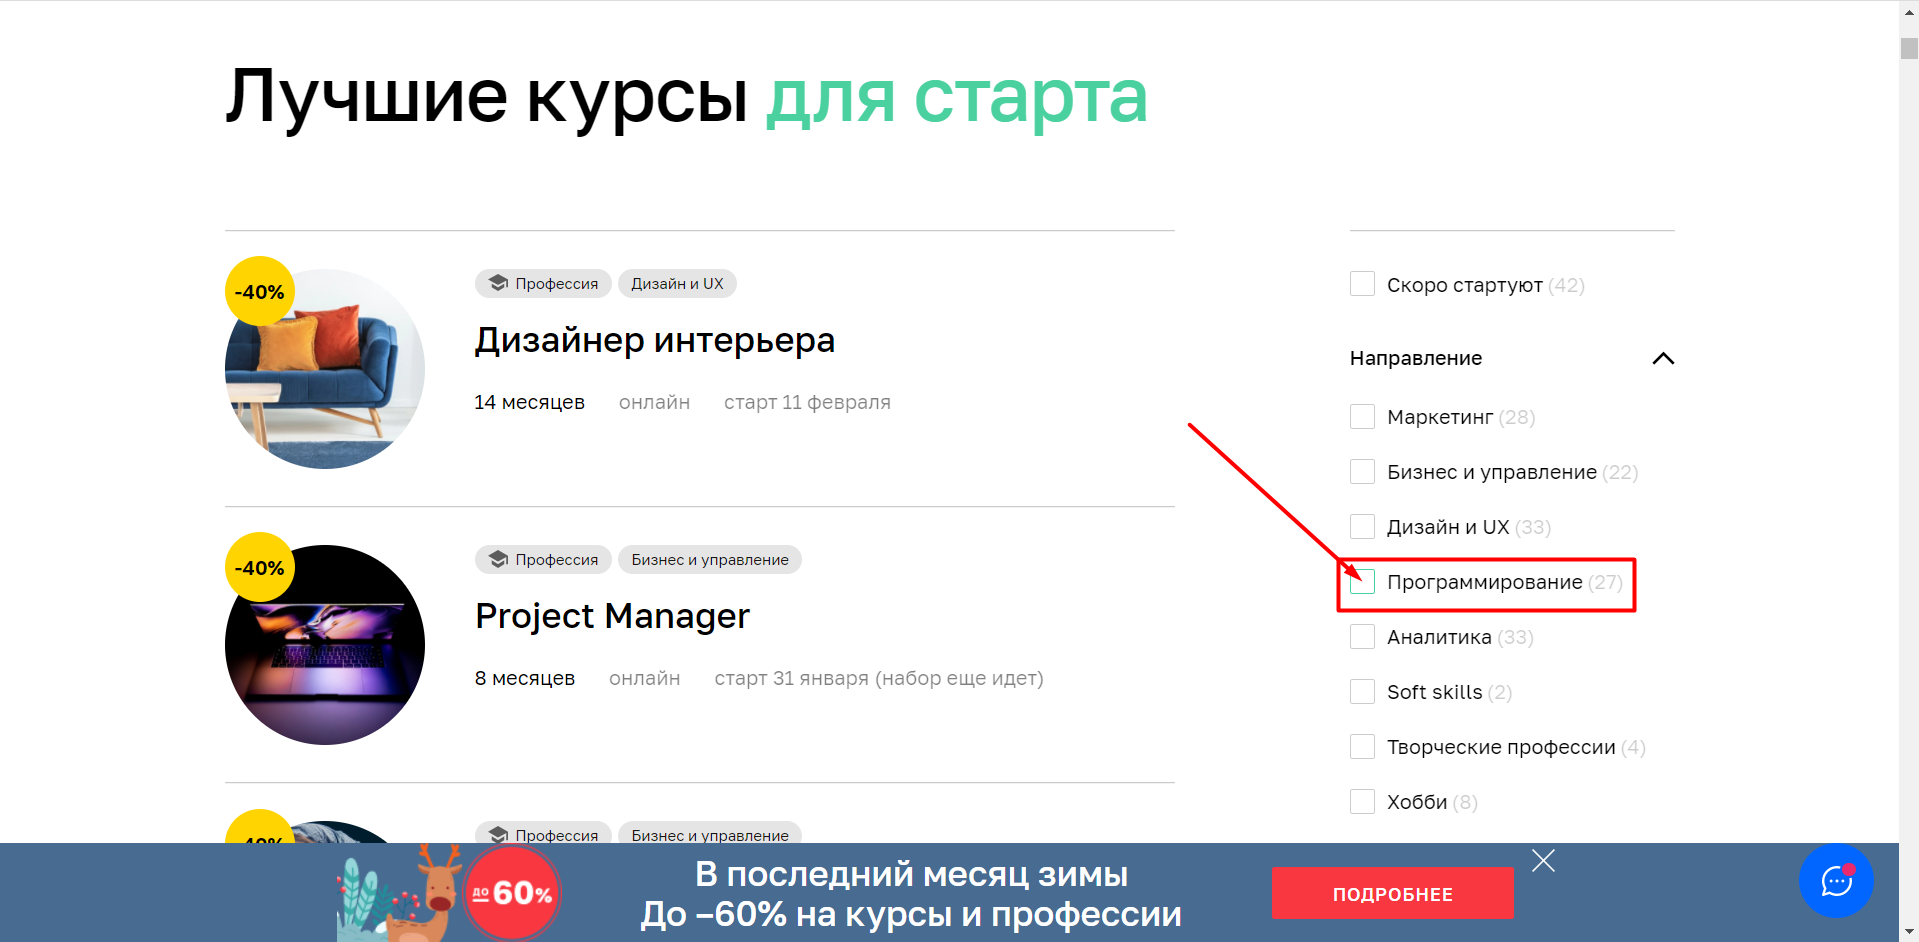 Лучшие курсы для старта
-40%
Профессия
Дизайн и UX
Дизайнер интерьера
14 месяцев онлайн старт 11 февраля
-40%
Профессия
Бизнес и управление
Project Manager
8 месяцев онлайн старт 31 января (набор еще идет)
-40%
Профессия
Бизнес и управление
Скоро стартуют (42)
Направление
Маркетинг (28)
Бизнес и управление (22)
Дизайн и UX (33)
Программирование (27)
Аналитика (33)
Soft skills (2)
Творческие профессии (4)
Хобби (8)
до 60%
В последний месяц зимы
До –60% на курсы и профессии
ПОДРОБНЕЕ